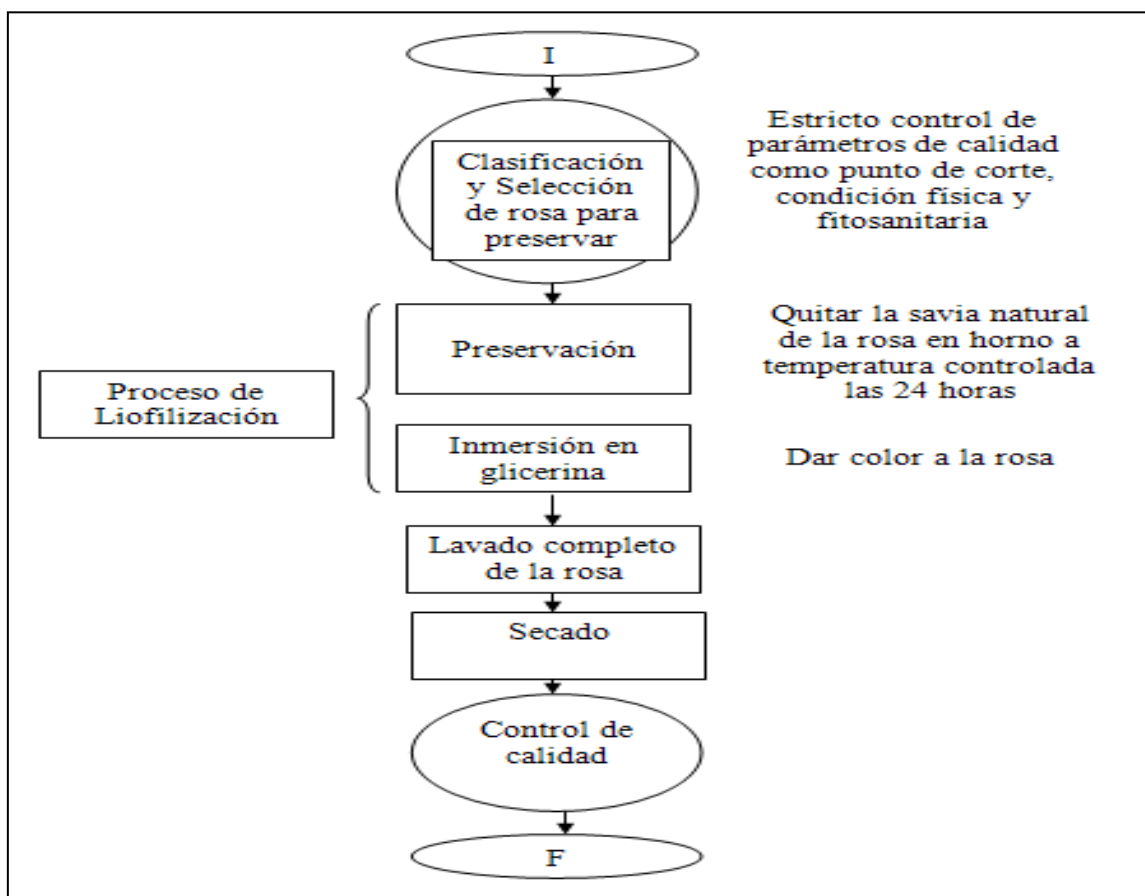 I
Clasificación
y Selección
de rosa para
preservar
Estricto control de
parámetros de calidad
como punto de corte,
condición física y
fitosanitaria
Preservación
Quitar la savia natural
de la rosa en horno a
temperatura controlada
las 24 horas
Proceso de
Liofilización
Inmersión en
glicerina
Dar color a la rosa
Lavado completo
de la rosa
Secado
Control de
calidad
F